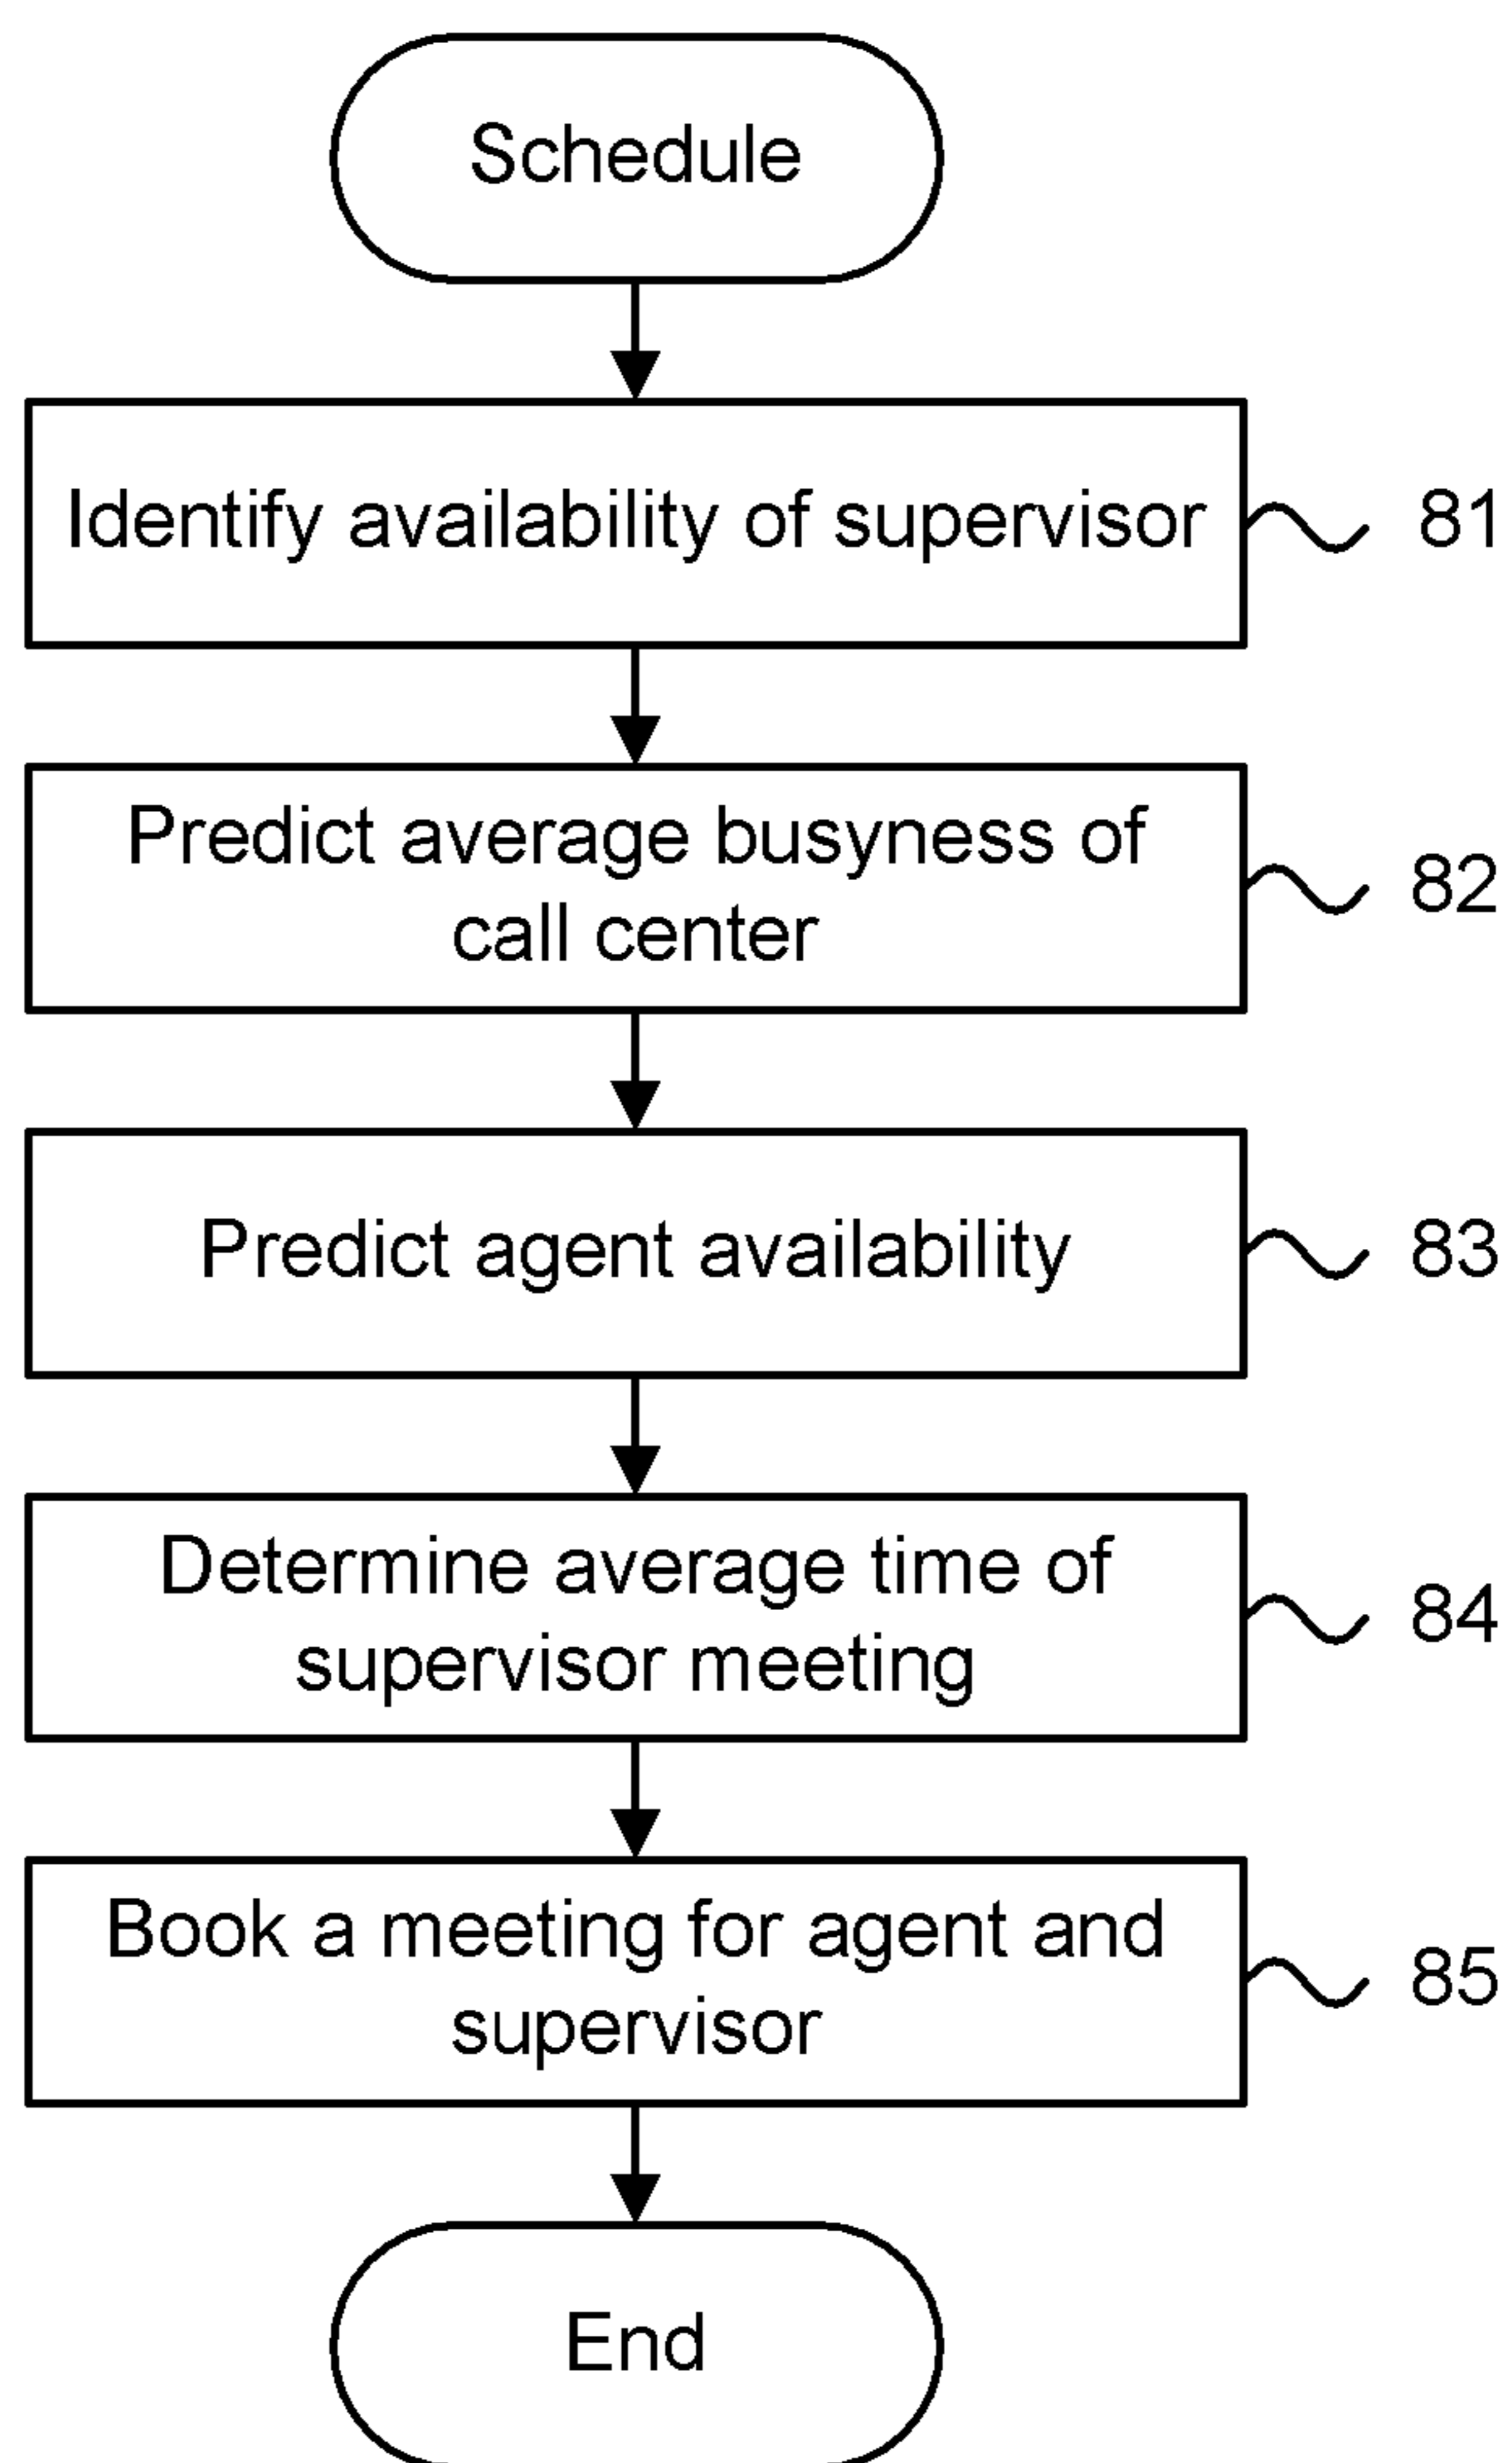 Schedule
Identify availability of supervisor
81
Predict average busyness of
call center
82
Predict agent availability
83
Determine average time of
supervisor meeting
84
Book a meeting for agent and
supervisor
85
End